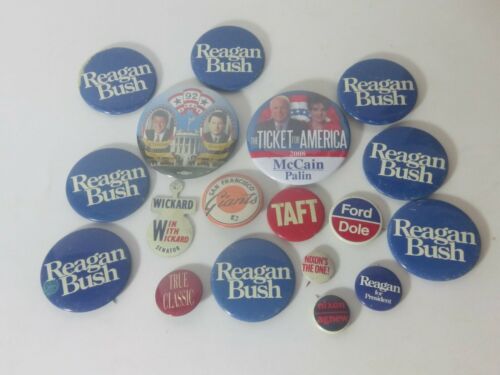 Reagan
Bush
Reagan
Bush
Reagan
Bush
92
THE TICKET FOR AMERICA
2008
McCain
Palin
Reagan
Bush
Reagan
Bush
WICKARD
WIN
WITH
WICKARD
SENATOR
SAN FRANCISCO
Giants
TAFT
Ford
Dole
Reagan
Bush
Reagan
Bush
TRUE
CLASSIC
Reagan
Bush
NIXON'S
THE ONE!
Reagan
for
President
nixon
agnew